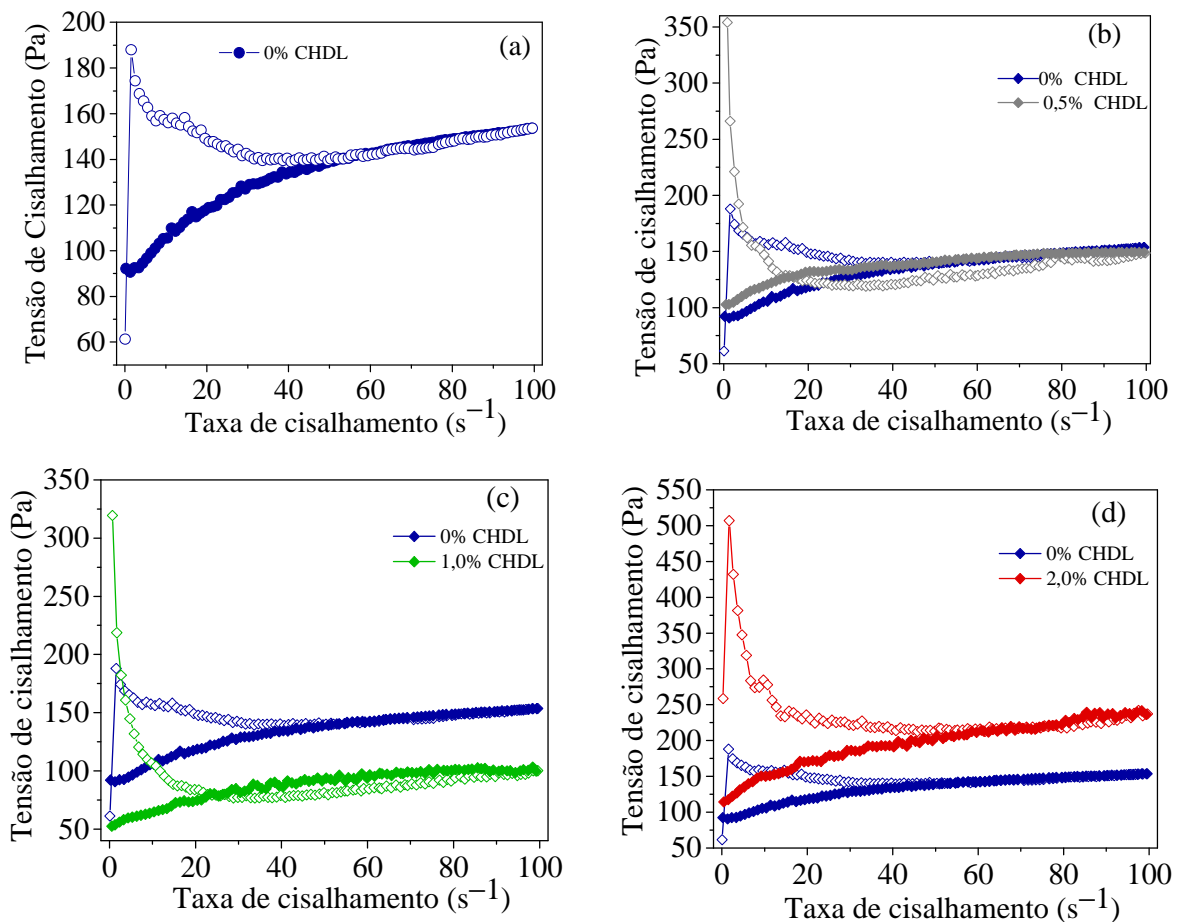 (a)
0% CHDL
Tensão de Cisalhamento (Pa)
200
180
160
140
120
100
80
60
0 20 40 60 80 100
Taxa de cisalhamento (s⁻¹)
(b)
0% CHDL
0,5% CHDL
Tensão de cisalhamento (Pa)
350
300
250
200
150
100
50
0 20 40 60 80 100
Taxa de cisalhamento (s⁻¹)
(c)
0% CHDL
1,0% CHDL
Tensão de cisalhamento (Pa)
350
300
250
200
150
100
50
0 20 40 60 80 100
Taxa de cisalhamento (s⁻¹)
(d)
0% CHDL
2,0% CHDL
Tensão de cisalhamento (Pa)
550
500
450
400
350
300
250
200
150
100
50
0 20 40 60 80 100
Taxa de cisalhamento (s⁻¹)